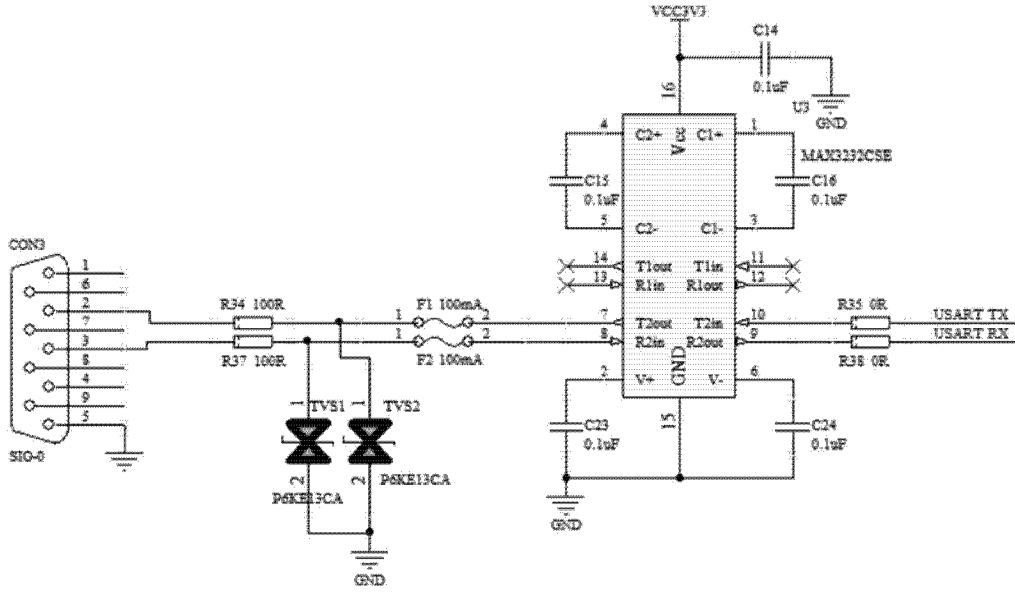 VCC3V3
C14
0.1uF
16
U3
GND
4 C2+ Vcc C1+ 1
MAX3232CSE
C15
0.1uF
C16
0.1uF
5 C2- C1- 3
CON3
14 T1out T1in 11
13 R1in R1out 12
1
6
2
7
3
8
4
9
5
SIO-0
R34 100R
F1 100mA
1 2
7 T2out T2in 10
R35 0R
USART TX
R37 100R
F2 100mA
1 2
8 R2in R2out 9
R38 0R
USART RX
2 V+ GND V- 6
15
1 TVS1
1 TVS2
2
2
P6KE13CA
P6KE13CA
C23
0.1uF
C24
0.1uF
GND
GND